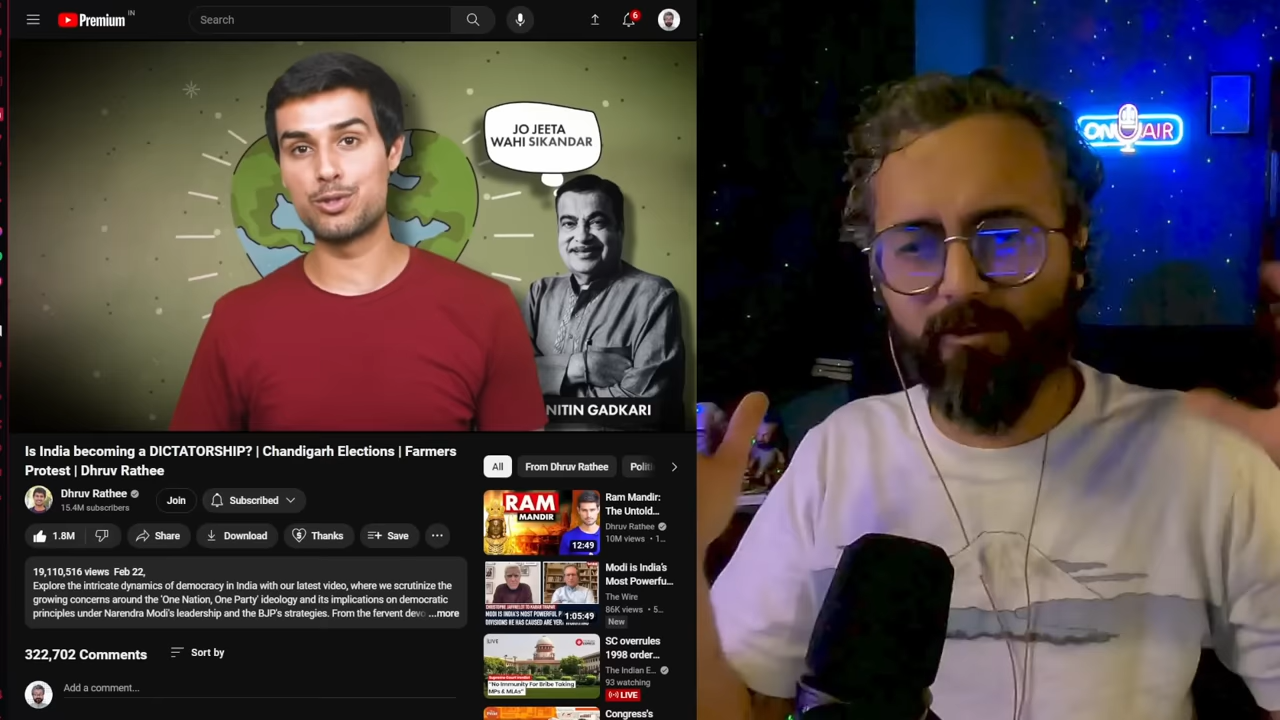 Premium IN
Search
6
JO JEETA
WAHI SIKANDAR
NITIN GADKARI
ON AIR
Is India becoming a DICTATORSHIP? | Chandigarh Elections | Farmers
Protest | Dhruv Rathee
Dhruv Rathee
15.4M subscribers
Join
Subscribed
1.8M
Share
Download
Thanks
Save
19,110,516 views Feb 22,
Explore the intricate dynamics of democracy in India with our latest video, where we scrutinize the
growing concerns around the 'One Nation, One Party' ideology and its implications on democratic
principles under Narendra Modi's leadership and the BJP's strategies. From the fervent devo ...more
322,702 Comments
Sort by
Add a comment...
All
From Dhruv Rathee
Polit
RAM
MANDIR
12:49
Ram Mandir:
The Untold...
Dhruv Rathee
10M views • 1...
1:05:49
Modi is India's
Most Powerfu...
The Wire
86K views • 5...
New
LIVE
"No Immunity For Bribe Taking
MPs & MLAs"
SC overrules
1998 order...
The Indian E...
93 watching
LIVE
Congress's